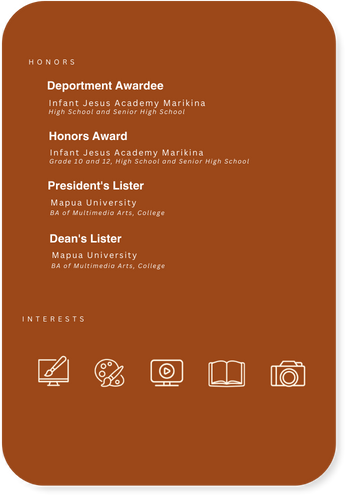 HONORS
Deportment Awardee
Infant Jesus Academy Marikina
High School and Senior High School
Honors Award
Infant Jesus Academy Marikina
Grade 10 and 12, High School and Senior High School
President's Lister
Mapua University
BA of Multimedia Arts, College
Dean's Lister
Mapua University
BA of Multimedia Arts, College
INTERESTS